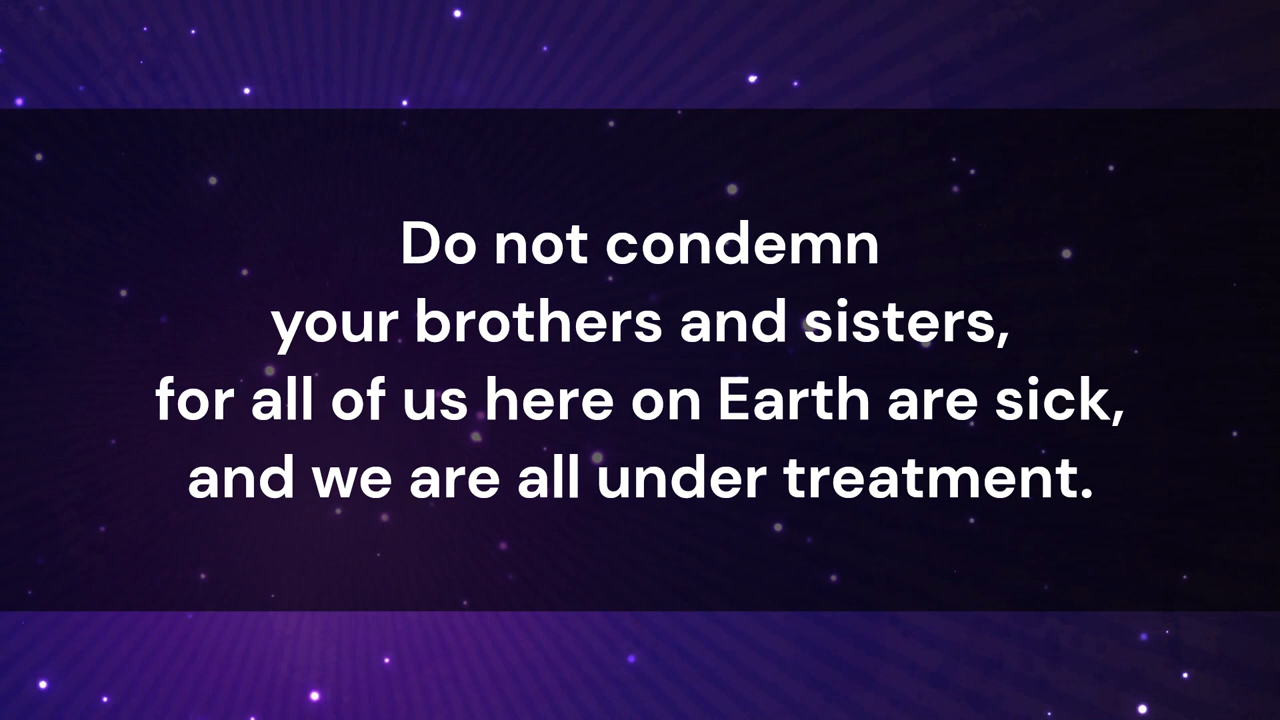 Do not condemn
your brothers and sisters,
for all of us here on Earth are sick,
and we are all under treatment.